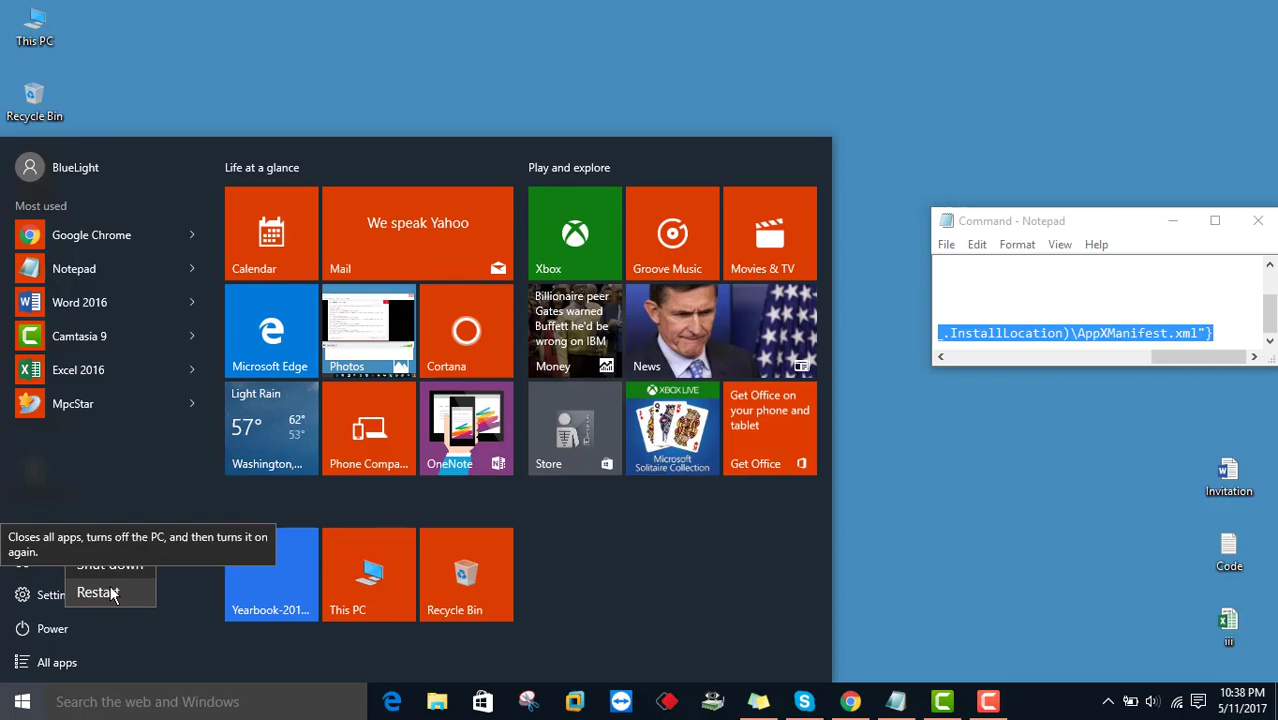 This PC
Recycle Bin
BlueLight
Most used
Google Chrome
Notepad
Word 2016
Camtasia 9
Excel 2016
MpcStar
Closes all apps, turns off the PC, and then turns it on
again.
Shut down
Restart
Settin
Power
All apps
Search the web and Windows
Life at a glance
Calendar
We speak Yahoo
Mail
Microsoft Edge
Photos
Cortana
Light Rain
57°
62°
53°
Washington,...
Phone Compa...
OneNote
Yearbook-201...
This PC
Recycle Bin
Play and explore
Xbox
Groove Music
Movies & TV
Billionaire peer
Gates warned
Buffett he'd be
wrong on IBM
Money
News
Store
XBOX LIVE
Microsoft
Solitaire Collection
Get Office on
your phone and
tablet
Get Office
Command - Notepad
File Edit Format View Help
_.InstallLocation)\AppXManifest.xml"}
Invitation
Code
iii
10:38 PM
5/11/2017